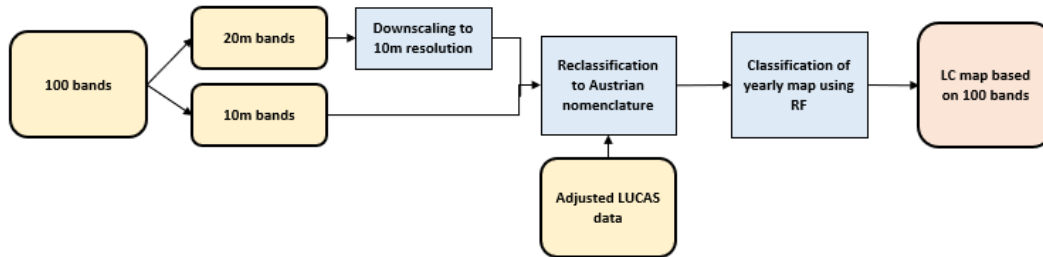 100 bands
20m bands
10m bands
Downscaling to
10m resolution
Reclassification
to Austrian
nomenclature
Adjusted LUCAS
data
Classification of
yearly map using
RF
LC map based
on 100 bands